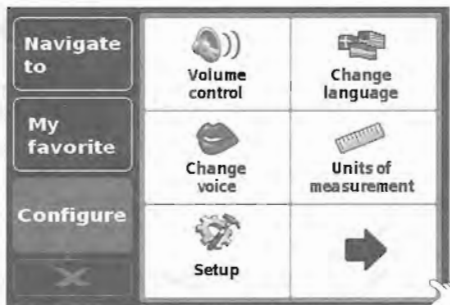 Navigate
to
My
favorite
Configure
Volume
control
Change
language
Change
voice
Units of
measurement
Setup